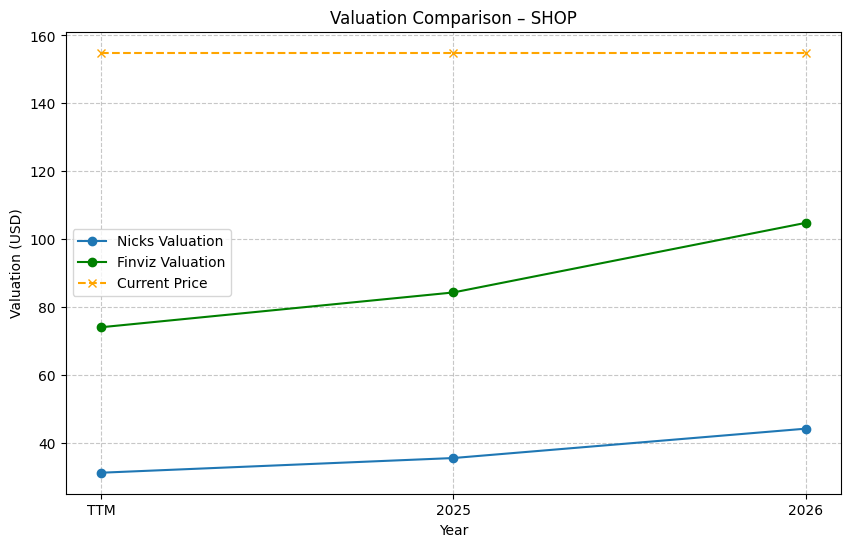 Valuation Comparison – SHOP
Valuation (USD)
160
140
120
100
80
60
40
Nicks Valuation
Finviz Valuation
Current Price
TTM
2025
2026
Year